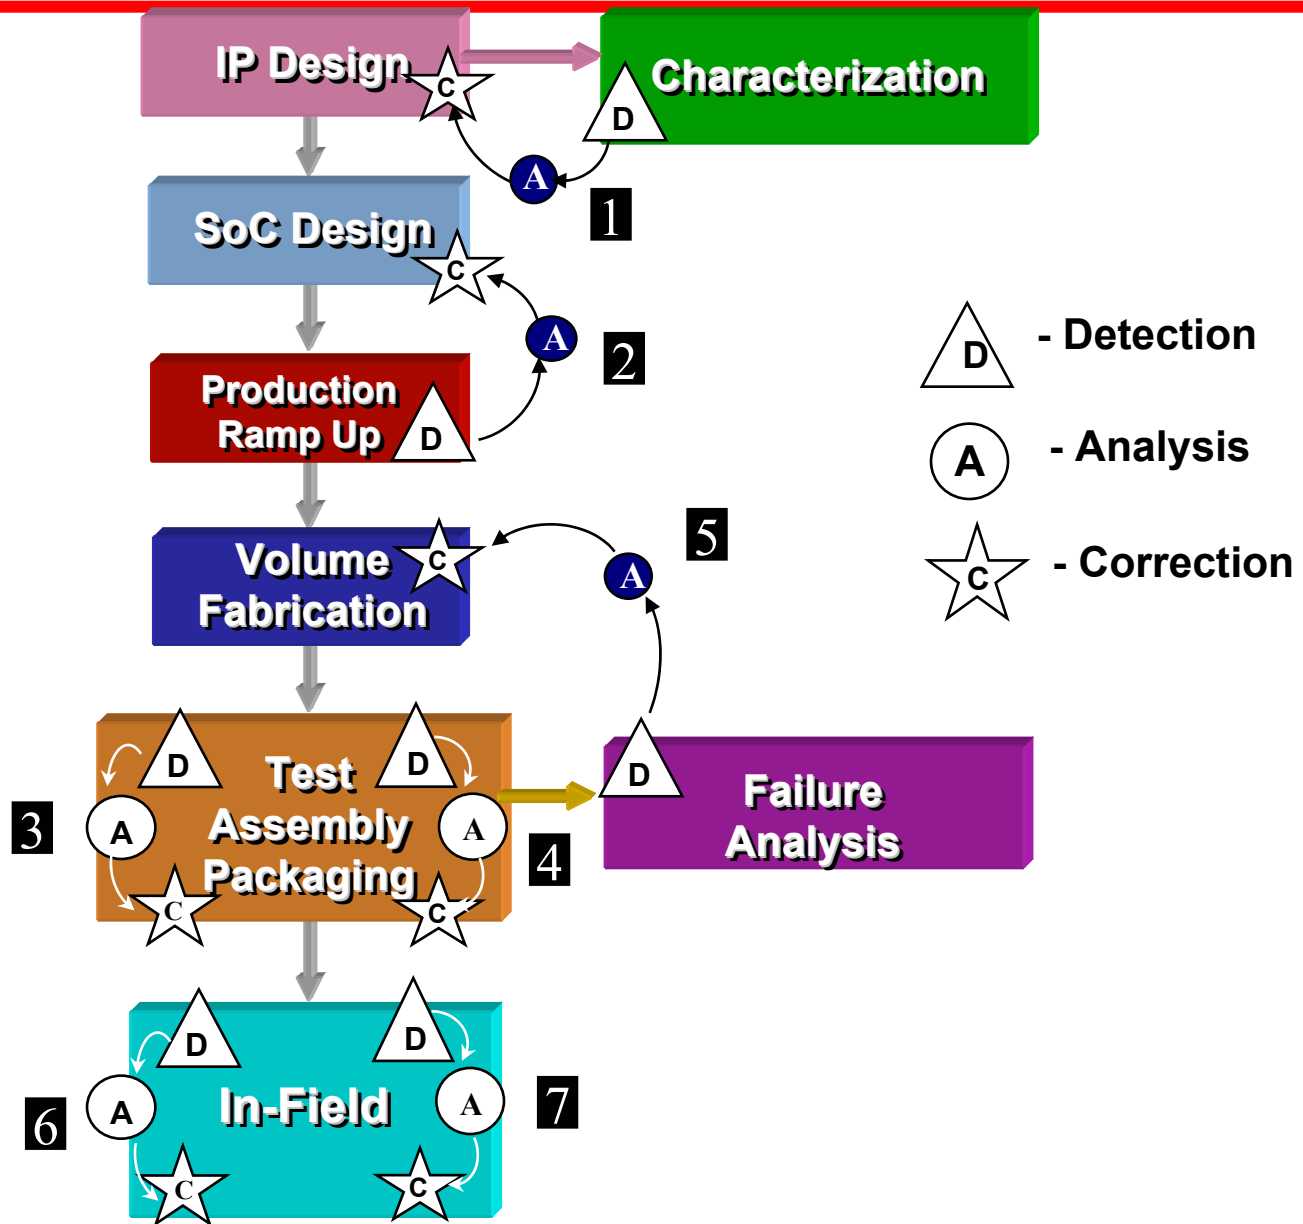 IP Design
C
Characterization
D
A
1
SoC Design
C
A
2
Production
Ramp Up
D
D
- Detection
A
- Analysis
C
- Correction
Volume
Fabrication
C
A
5
D
D
Test
Assembly
Packaging
3
A
A
4
C
C
D
Failure
Analysis
D
D
In-Field
6
A
A
7
C
C